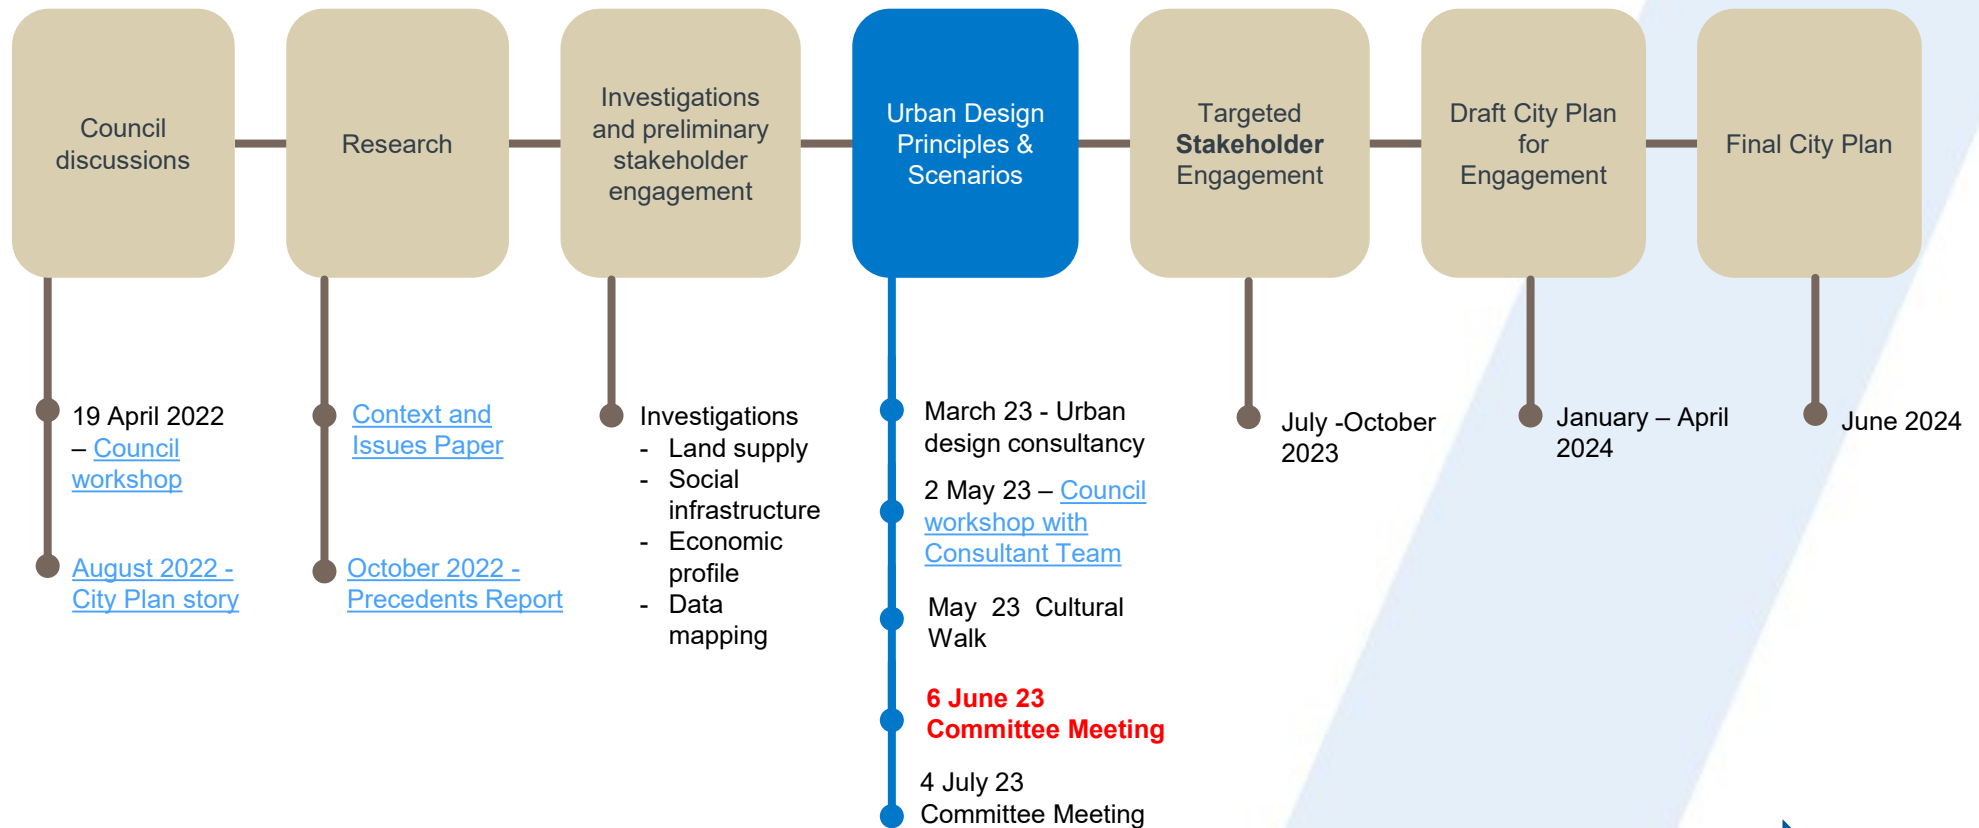 Council
discussions
Research
Investigations
and preliminary
stakeholder
engagement
Urban Design
Principles &
Scenarios
Targeted
Stakeholder
Engagement
Draft City Plan
for
Engagement
Final City Plan
19 April 2022
– Council
workshop
August 2022 -
City Plan story
Context and
Issues Paper
October 2022 -
Precedents Report
Investigations
- Land supply
- Social
infrastructure
- Economic
profile
- Data
mapping
March 23 - Urban
design consultancy
2 May 23 – Council
workshop with
Consultant Team
May 23 Cultural
Walk
6 June 23
Committee Meeting
4 July 23
Committee Meeting
July -October
2023
January – April
2024
June 2024